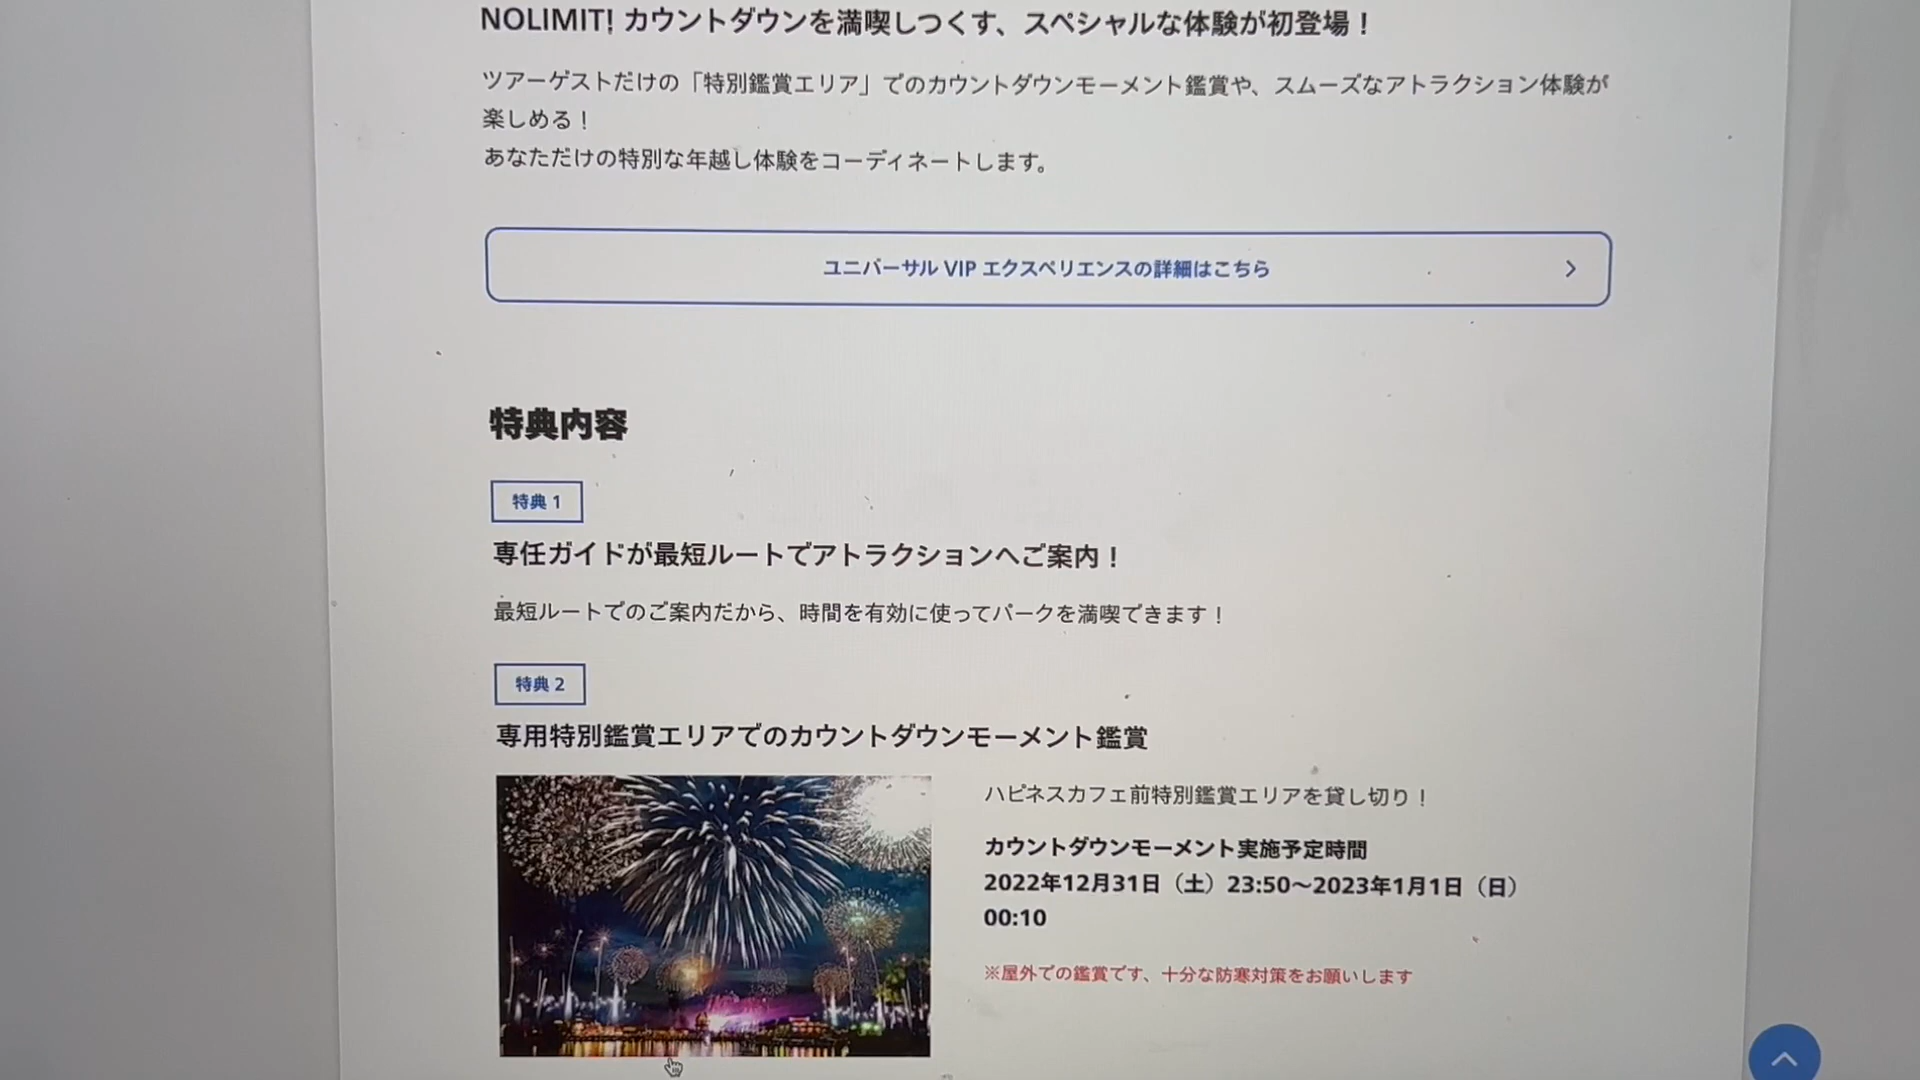 NOLIMIT! カウントダウンを満喫しつくす、スペシャルな体験が初登場！
ツアーゲストだけの「特別鑑賞エリア」でのカウントダウンモーメント鑑賞や、スムーズなアトラクション体験が
楽しめる！
あなただけの特別な年越し体験をコーディネートします。
ユニバーサル VIP エクスペリエンスの詳細はこちら
特典内容
特典 1
専任ガイドが最短ルートでアトラクションへご案内！
最短ルートでのご案内だから、時間を有効に使ってパークを満喫できます！
特典 2
専用特別鑑賞エリアでのカウントダウンモーメント鑑賞
ハピネスカフェ前特別鑑賞エリアを貸し切り！
カウントダウンモーメント実施予定時間
2022年12月31日（土）23:50～2023年1月1日（日）
00:10
※屋外での鑑賞です、十分な防寒対策をお願いします